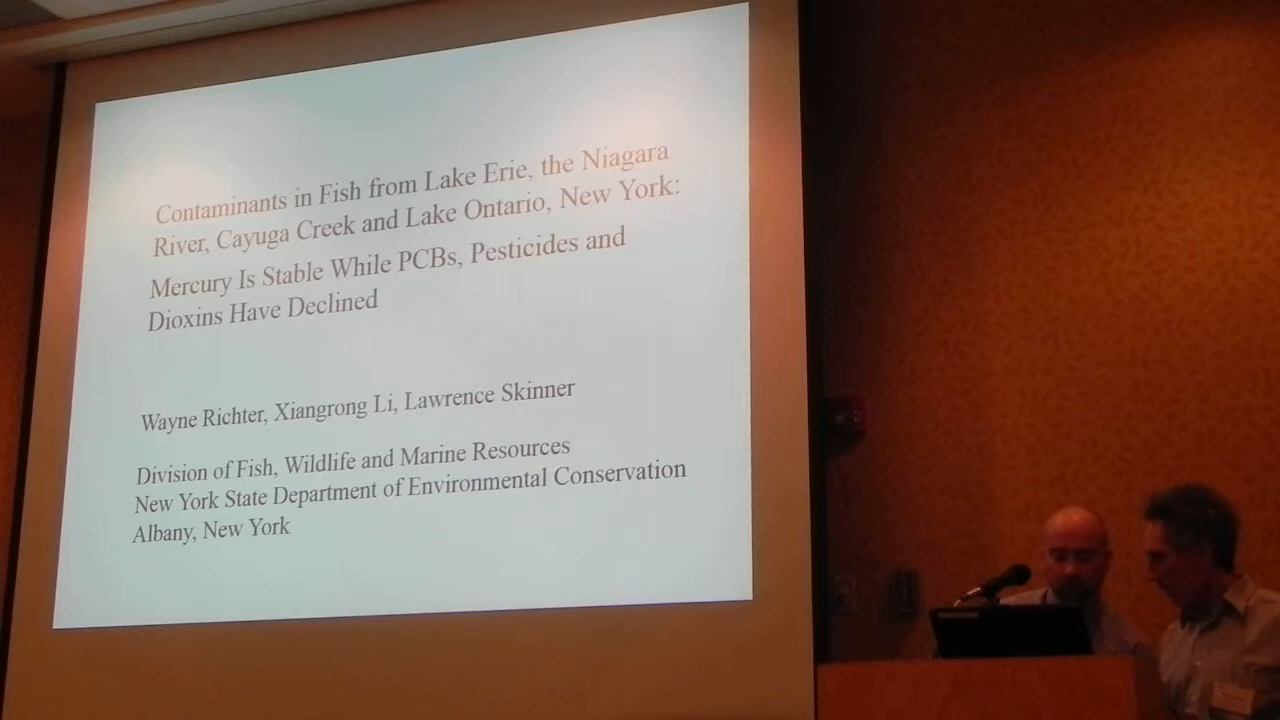 Contaminants in Fish from Lake Erie, the Niagara
River, Cayuga Creek and Lake Ontario, New York:
Mercury Is Stable While PCBs, Pesticides and
Dioxins Have Declined
Wayne Richter, Xiangrong Li, Lawrence Skinner
Division of Fish, Wildlife and Marine Resources
New York State Department of Environmental Conservation
Albany, New York